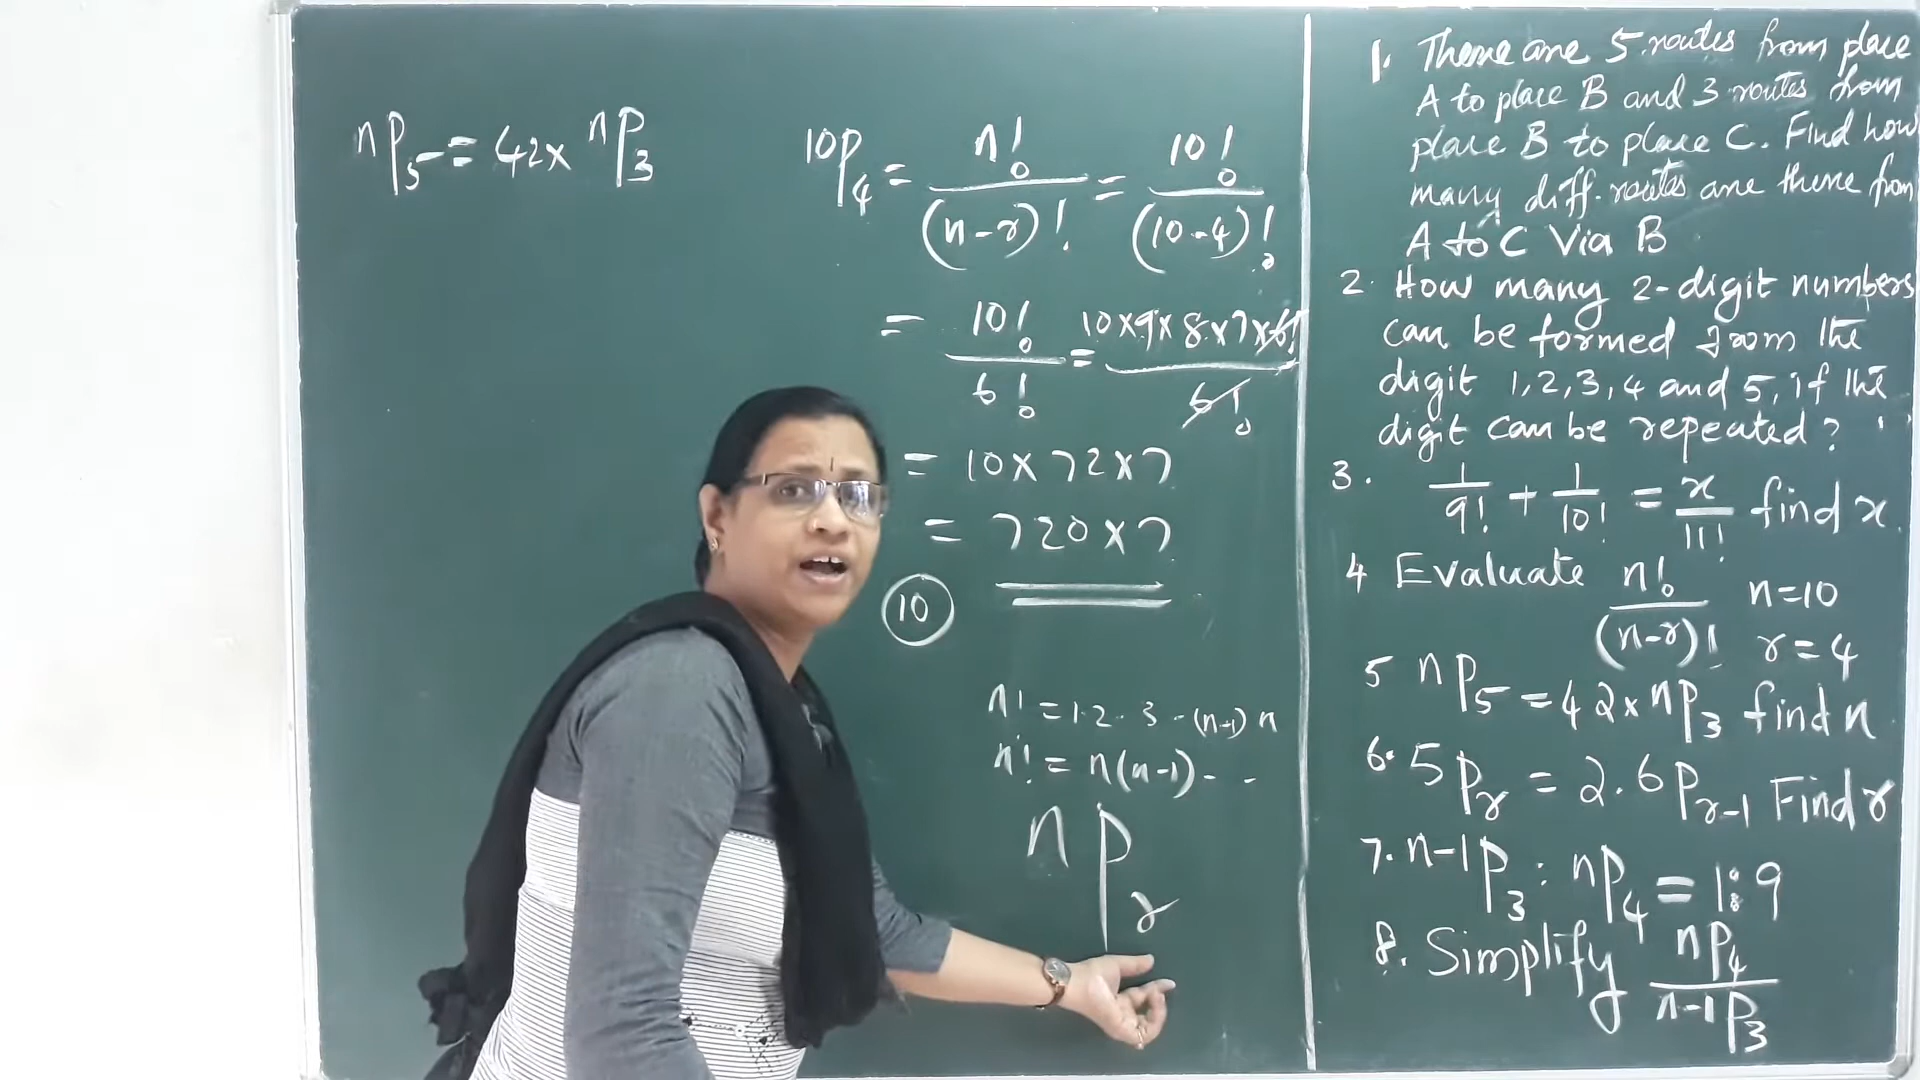 nP5 = 42 x nP3
10P4 = n!/(n-r)! = 10!/(10-4)!
= 10!/6! = 10x9x8x7x6!/6!
= 10x72x7
= 720x7
10
n! = 1.2.3.(n-1)n
n! = n(n-1)--
nPr
1. There are 5 routes from place
A to place B and 3 routes from
place B to place C. Find how
many diff. routes are there from
A to C Via B
2. How many 2-digit numbers
can be formed from the
digit 1,2,3,4 and 5, if the
digit can be repeated?
3. 1/9! + 1/10! = x/11! find x
4 Evaluate n!/(n-r)! n=10
r=4
5 nP5 = 42 x nP3 find n
6. 5Pr = 2.6Pr-1 Find r
7. n-1P3 : nP4 = 1:9
8. Simplify nP4/n-1P3